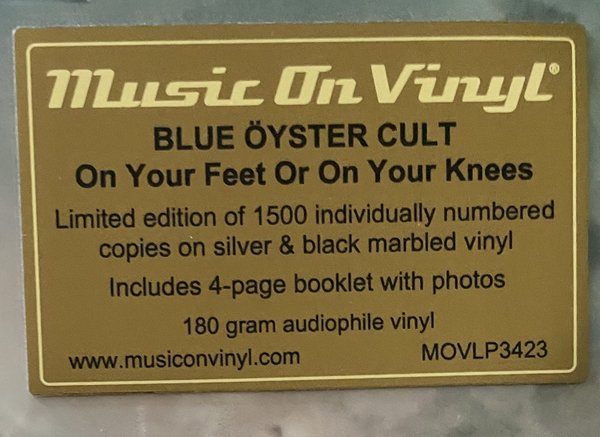 Music On Vinyl®
BLUE ÖYSTER CULT
On Your Feet Or On Your Knees
Limited edition of 1500 individually numbered
copies on silver & black marbled vinyl
Includes 4-page booklet with photos
180 gram audiophile vinyl
www.musiconvinyl.com MOVLP3423